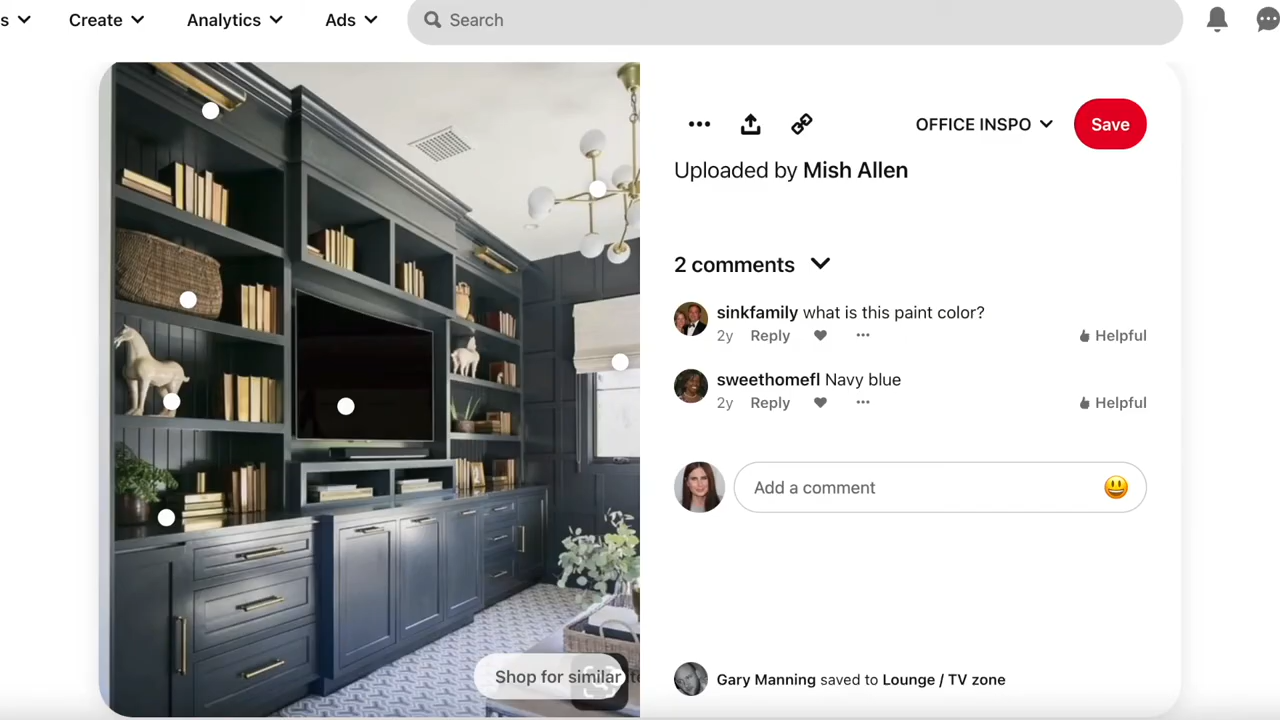 s
Create
Analytics
Ads
Search
OFFICE INSPO
Save
Uploaded by Mish Allen
2 comments
sinkfamily what is this paint color?
2y Reply
Helpful
sweethomefl Navy blue
2y Reply
Helpful
Add a comment
Shop for similar
Gary Manning saved to Lounge / TV zone